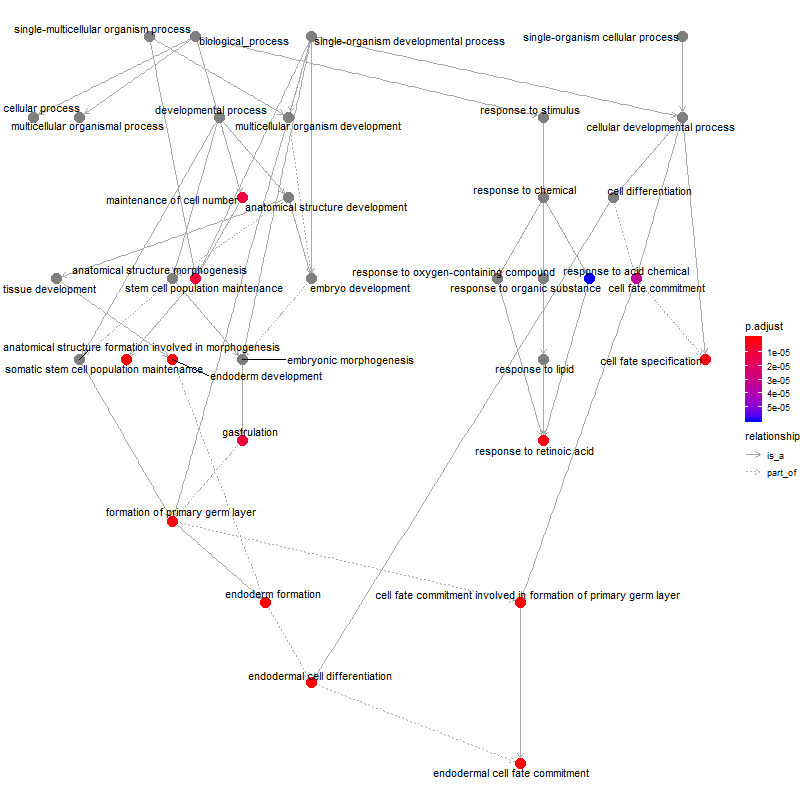 single-multicellular organism process
biological_process
single-organism developmental process
single-organism cellular process
cellular process
multicellular organismal process
developmental process
multicellular organism development
response to stimulus
cellular developmental process
maintenance of cell number
anatomical structure development
response to chemical
cell differentiation
tissue development
anatomical structure morphogenesis
stem cell population maintenance
embryo development
response to oxygen-containing compound
response to organic substance
response to acid chemical
cell fate commitment
anatomical structure formation involved in morphogenesis
somatic stem cell population maintenance
endoderm development
embryonic morphogenesis
response to lipid
cell fate specification
gastrulation
response to retinoic acid
formation of primary germ layer
endoderm formation
cell fate commitment involved in formation of primary germ layer
endodermal cell differentiation
endodermal cell fate commitment
p.adjust
1e-05
2e-05
3e-05
4e-05
5e-05
relationship
is_a
part_of